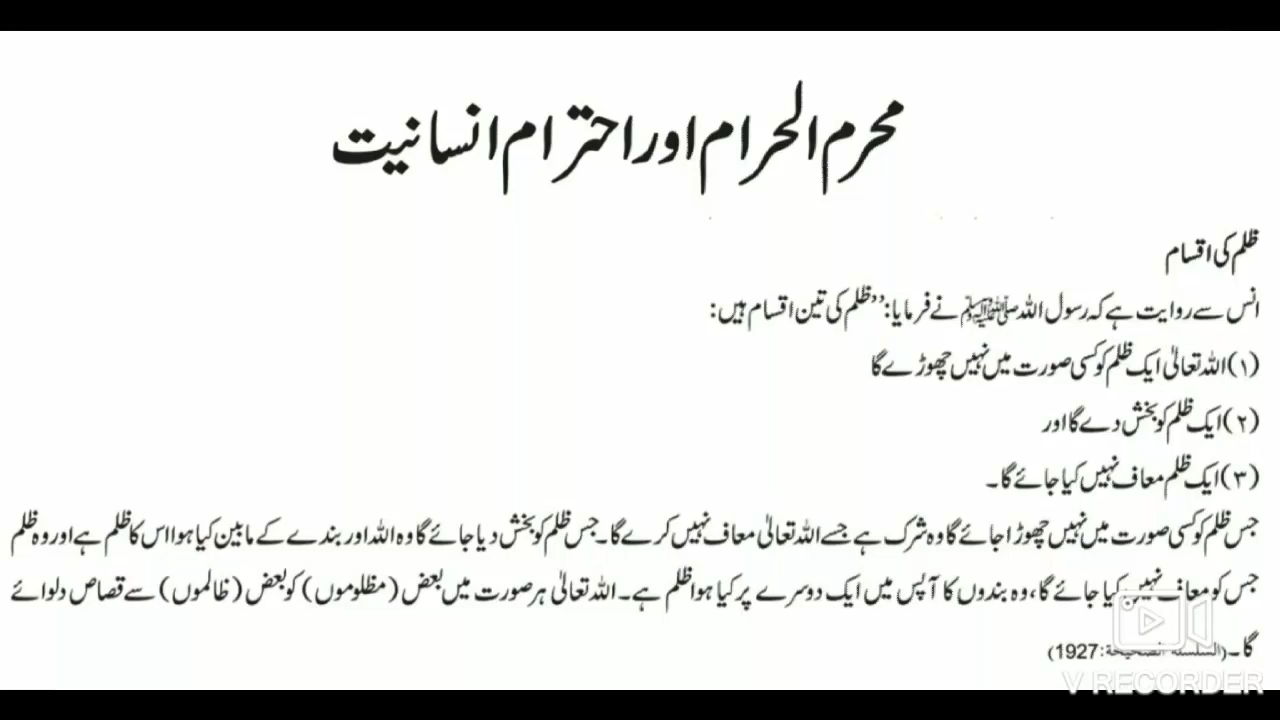 محرم الحرام اور احترام انسانیت
ظلم کی اقسام
انس سے روایت ہے کہ رسول اللہ ﷺ نے فرمایا: ’’ظلم کی تین اقسام ہیں:
(۱) اللہ تعالیٰ ایک ظلم کو کسی صورت میں نہیں چھوڑے گا
(۲) ایک ظلم کو بخش دے گا اور
(۳) ایک ظلم معاف نہیں کیا جائے گا۔
جس ظلم کو کسی صورت میں نہیں چھوڑا جائے گا وہ شرک ہے جسے اللہ تعالیٰ معاف نہیں کرے گا۔ جس ظلم کو بخش دیا جائے گا وہ اللہ اور بندے کے مابین کیا ہوا اس کا ظلم ہے اور وہ ظلم
جس کو معاف نہیں کیا جائے گا، وہ بندوں کا آپس میں ایک دوسرے پر کیا ہوا ظلم ہے۔ اللہ تعالیٰ ہر صورت میں بعض (مظلوموں) کو بعض (ظالموں) سے قصاص دلوائے
گا۔ (السلسلة الصحيحة:1927)
V RECORDER